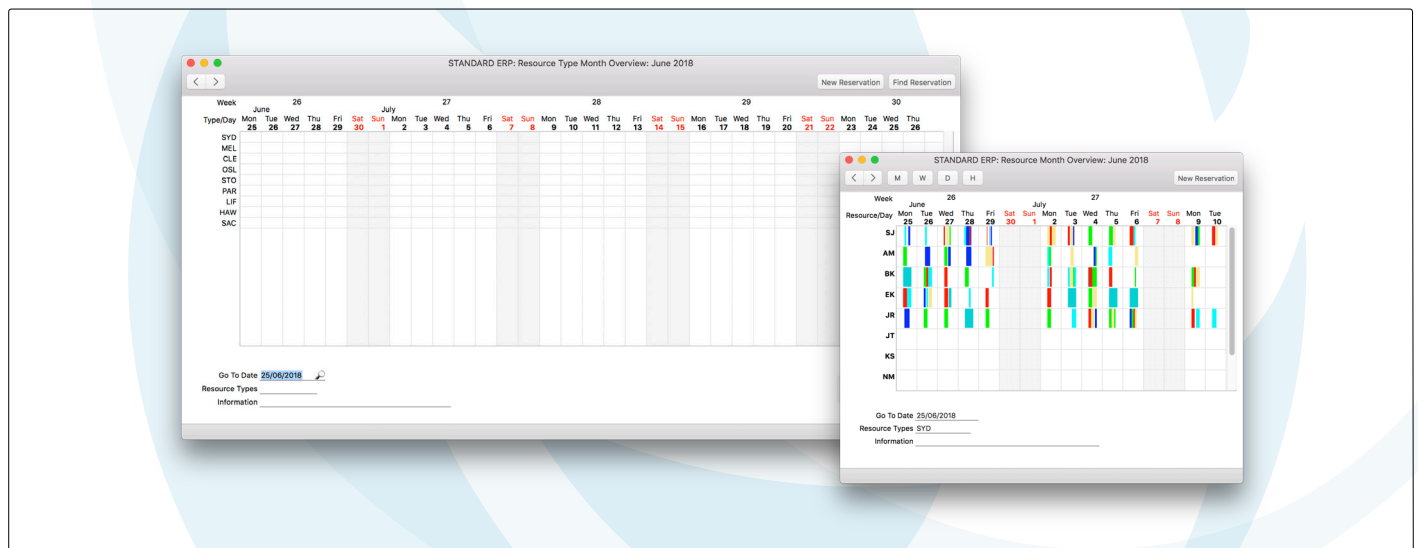 STANDARD ERP: Resource Type Month Overview: June 2018
New Reservation Find Reservation
Week 26 27 28 29 30
June July
Type/Day Mon Tue Wed Thu Fri Sat Sun Mon Tue Wed Thu Fri Sat Sun Mon Tue Wed Thu Fri Sat Sun Mon Tue Wed Thu Fri Sat Sun Mon Tue Wed Thu
25 26 27 28 29 30 1 2 3 4 5 6 7 8 9 10 11 12 13 14 15 16 17 18 19 20 21 22 23 24 25 26
SYD
MEL
CLE
OSL
STO
PAR
LIF
HAW
SAC
Go To Date 25/06/2018
Resource Types
Information
STANDARD ERP: Resource Month Overview: June 2018
M W D H New Reservation
Week 26 27
June July
Resource/Day Mon Tue Wed Thu Fri Sat Sun Mon Tue Wed Thu Fri Sat Sun Mon Tue
25 26 27 28 29 30 1 2 3 4 5 6 7 8 9 10
SJ
AM
BK
EK
JR
JT
KS
NM
Go To Date 25/06/2018
Resource Types SYD
Information